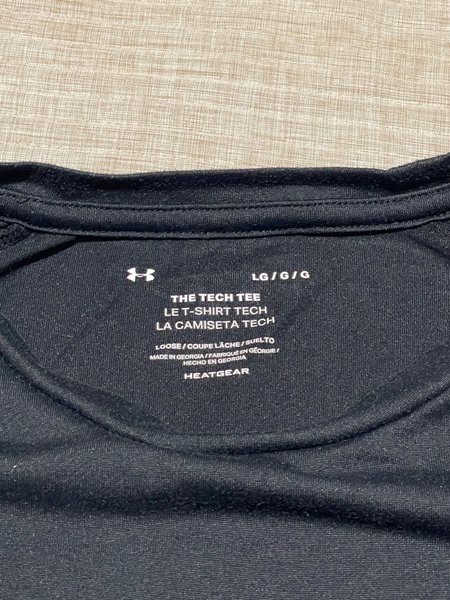 LG / G / G
THE TECH TEE
LE T-SHIRT TECH
LA CAMISETA TECH
LOOSE / COUPE LÂCHE / SUELTO
MADE IN GEORGIA / FABRIQUÉ EN GÉORGIE /
HECHO EN GEORGIA
HEATGEAR